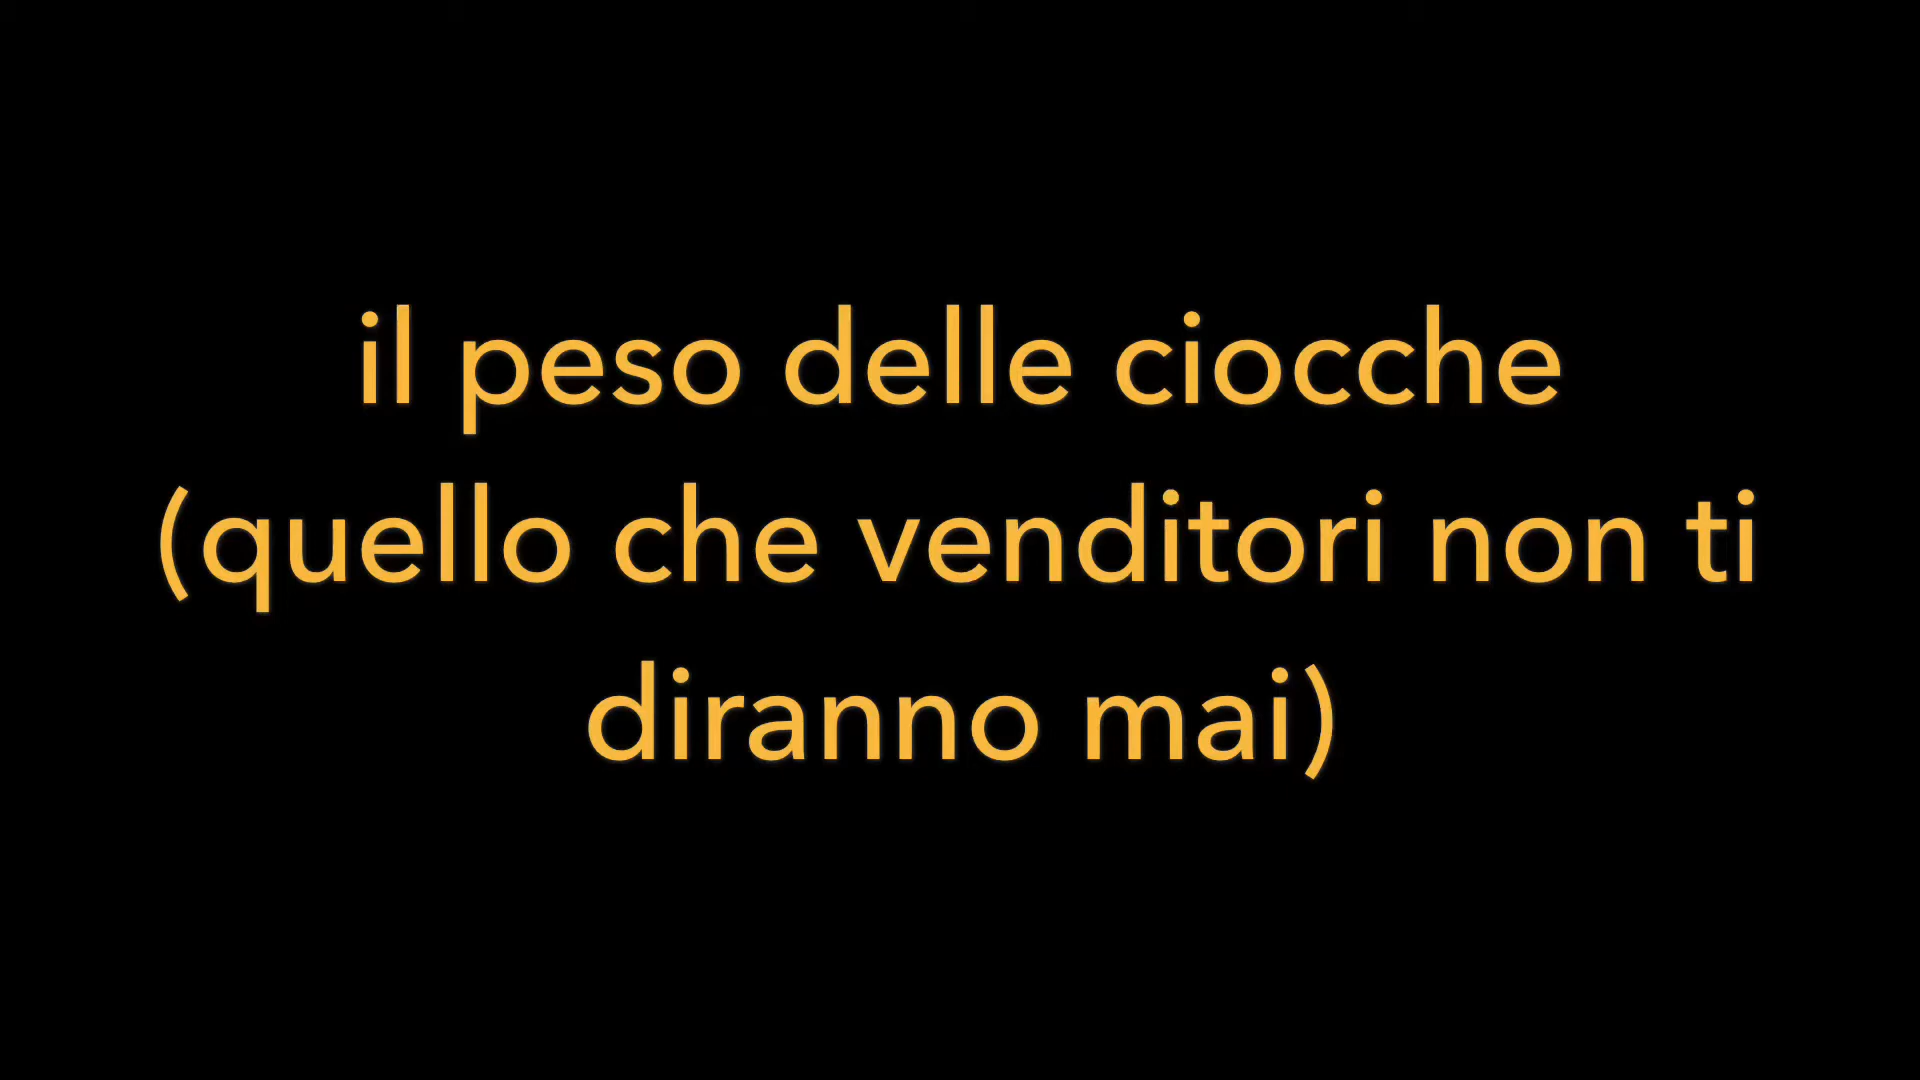 il peso delle ciocche
(quello che venditori non ti
diranno mai)